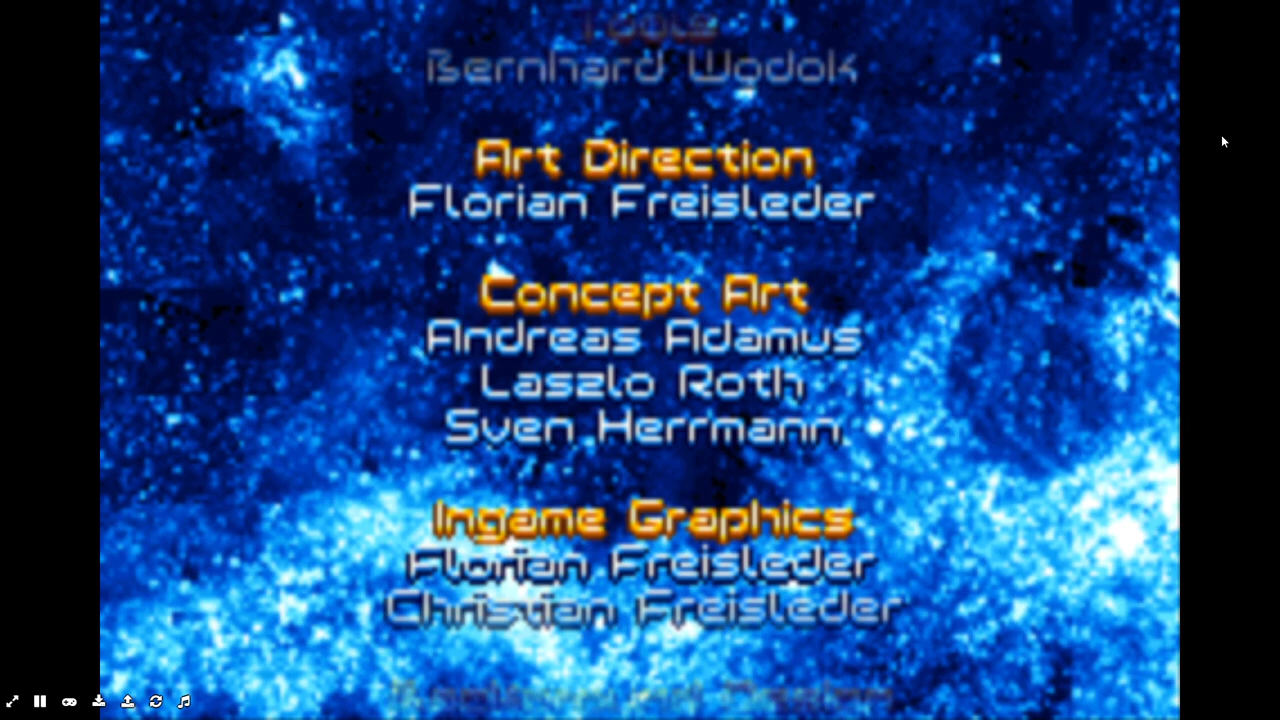 Tools
Bernhard Wodok
Art Direction
Florian Freisleder
Concept Art
Andreas Adamus
Laszlo Roth
Sven Herrmann
Ingame Graphics
Florian Freisleder
Christian Freisleder